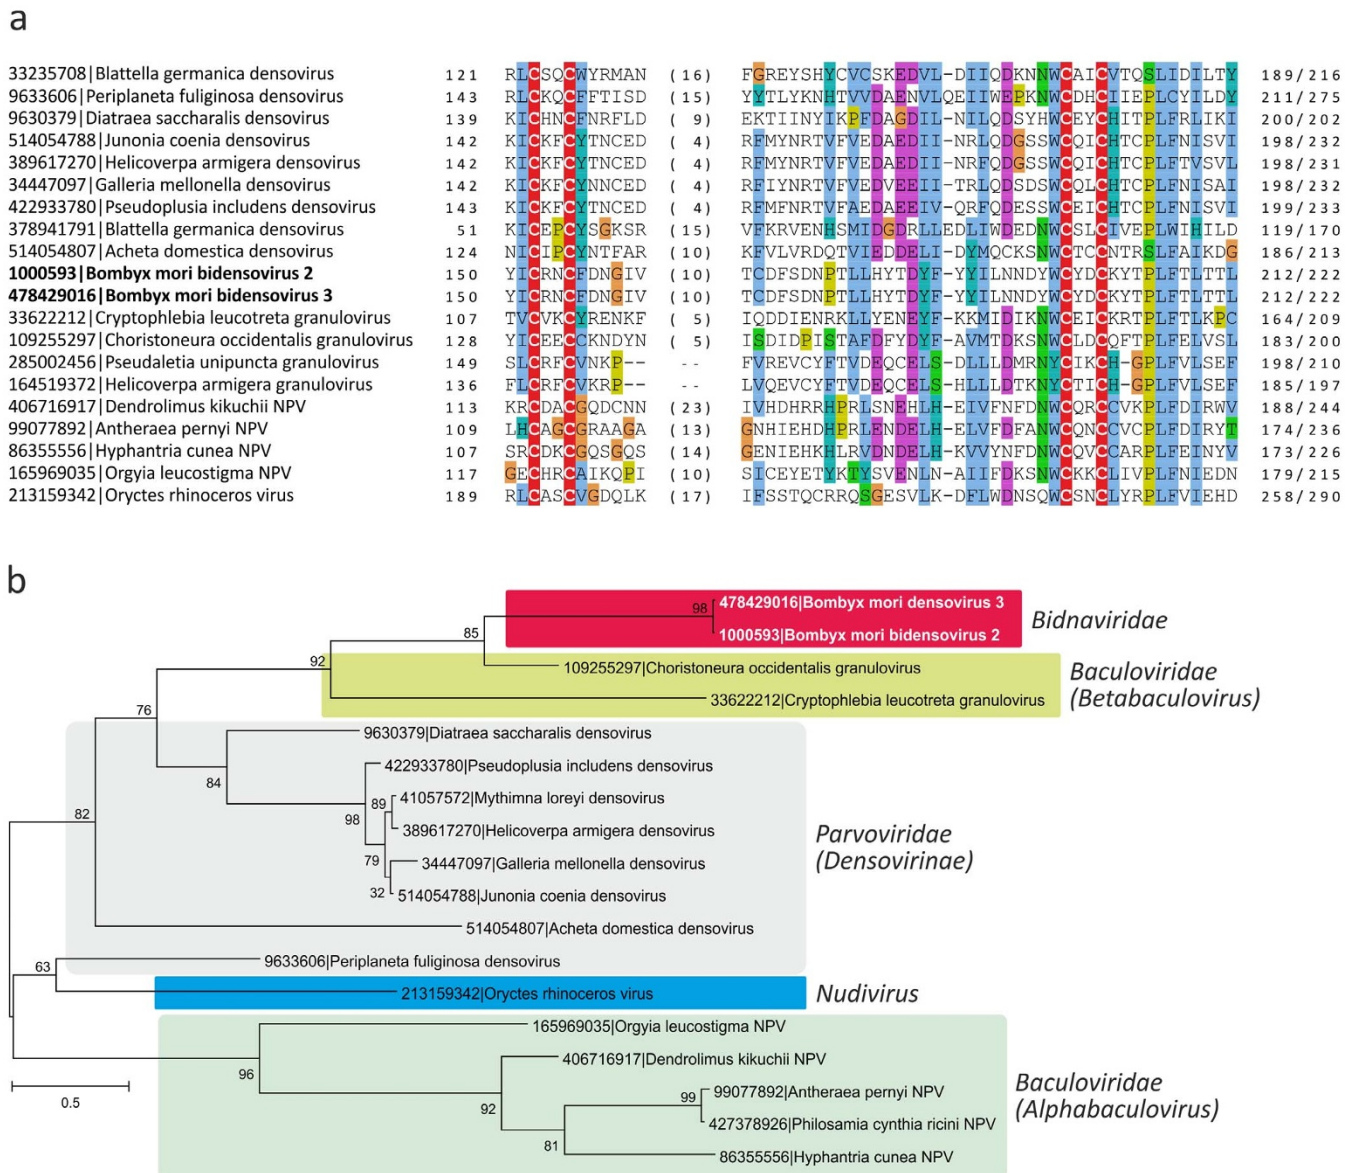 a
33235708|Blattella germanica densovirus 121 RLCSQCWYRMAN (16) FGREYSHYCVCSKEDVL-DIIQDKNNWCAICVTQSLIDILTY 189/216
9633606|Periplaneta fuliginosa densovirus 143 RLCKQCFFTISD (15) YYTLYKNHTVVDAENVLQEIIWEPKNWCDHCIIEPLCYILDY 211/275
9630379|Diatraea saccharalis densovirus 139 KICHNCFNRFLD ( 9) EKTIINYIKPFDAGDIL-NILQDSYHWCEYCHITPLFRLIKI 200/202
514054788|Junonia coenia densovirus 142 KICKFCYTNCED ( 4) RFMYNRTVFVEDAEDII-NRLQDGSSWCQICHTCPLFNISVI 198/232
389617270|Helicoverpa armigera densovirus 142 KICKFCYTNCED ( 4) RFMYNRTVFVEDAEDII-NRFQDGSSWCQICHTCPLFTVSVL 198/231
34447097|Galleria mellonella densovirus 142 KICKFCYNNCED ( 4) RFIYNRTVFVEDVEEII-TRLQDSDSWCQLCHTCPLFNISAI 198/232
422933780|Pseudoplusia includens densovirus 143 KICKFCYTNCED ( 4) RFMFNRTVFAEDAEEIV-QRFQDESSWCEICHTCPLFNISVI 199/233
378941791|Blattella germanica densovirus 51 KICEPCYSGKSR (15) VFKRVENHSMIDGDRLLEDLIWDEDNWCSLCIVEPLWIHILD 119/170
514054807|Acheta domestica densovirus 124 NICIPCYNTFAR (10) KFVLVRDQTVIEDDELL-DYMQCKSNWCNTCNTRSLFAIKDG 186/213
1000593|Bombyx mori bidensovirus 2 150 YICRNCFDNGIV (10) TCDFSDNPTLLHYTDYF-YYILNNDYWCYDCKYTPLFTLTTL 212/222
478429016|Bombyx mori bidensovirus 3 150 YICRNCFDNGIV (10) TCDFSDNPTLLHYTDYF-YYILNNDYWCYDCKYTPLFTLTTL 212/222
33622212|Cryptophlebia leucotreta granulovirus 107 TVCVKCYRENKF ( 5) IQDDIENRKLLYENEYF-KKMIDIKNWCEICKRTPLFTLKPC 164/209
109255297|Choristoneura occidentalis granulovirus 128 YICEECCKNDYN ( 5) ISDIDPISTAFDFYDYF-AVMTDKSNWCLDCQFTPLFELVSL 183/200
285002456|Pseudaletia unipuncta granulovirus 149 SLCRFCVNKP-- -- FVREVCYFTVDEQCELS-DLLLDMRNYCTICH-GPLFVLSEF 198/210
164519372|Helicoverpa armigera granulovirus 136 FLCRFCVKRP-- -- LVQEVCYFTVDEQCELS-HLLLDTKNYCTICH-GPLFVLSEF 185/197
406716917|Dendrolimus kikuchii NPV 113 KRCDACGQDCNN (23) IVHDHRRHPRLSNEHLH-EIVFNFDNWCQRCCVKPLFDIRWV 188/244
99077892|Antheraea pernyi NPV 109 LHCAGCGRAAGA (13) GNHIEHDHPRLENDELH-ELVFDFANWCQNCCVCPLFDIRYT 174/236
86355556|Hyphantria cunea NPV 107 SRCDKCGQSGQS (14) GENIEHKHLRVDNDELH-KVVYNFDNWCQVCCARPLFEINYV 173/226
165969035|Orgyia leucostigma NPV 117 GECHRCAIKQPI (10) SLCEYETYYTYSVENLN-AIIFDKSNWCKKCLIVPLFNIEDN 179/215
213159342|Oryctes rhinoceros virus 189 RLCASCVGDQLK (17) IFSSTQCRRQSGESVLK-DFLWDNSQWCSNCLYRPLFVIEHD 258/290
b
98 478429016|Bombyx mori densovirus 3
1000593|Bombyx mori bidensovirus 2
Bidnaviridae
85
109255297|Choristoneura occidentalis granulovirus
92
33622212|Cryptophlebia leucotreta granulovirus
Baculoviridae
(Betabaculovirus)
76
9630379|Diatraea saccharalis densovirus
84
422933780|Pseudoplusia includens densovirus
89 41057572|Mythimna loreyi densovirus
98
389617270|Helicoverpa armigera densovirus
82
79
34447097|Galleria mellonella densovirus
32 514054788|Junonia coenia densovirus
514054807|Acheta domestica densovirus
Parvoviridae
(Densovirinae)
63
9633606|Periplaneta fuliginosa densovirus
213159342|Oryctes rhinoceros virus
Nudivirus
165969035|Orgyia leucostigma NPV
96
406716917|Dendrolimus kikuchii NPV
92
99 99077892|Antheraea pernyi NPV
427378926|Philosamia cynthia ricini NPV
81
86355556|Hyphantria cunea NPV
Baculoviridae
(Alphabaculovirus)
0.5